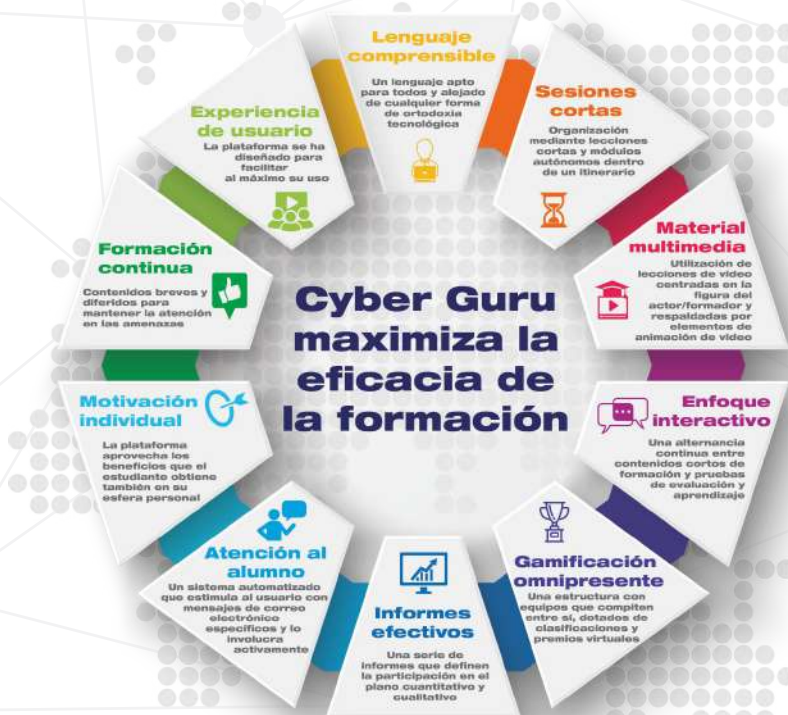 Cyber Guru
maximiza la
eficacia de
la formación
Lenguaje
comprensible
Un lenguaje apto
para todos y alejado
de cualquier forma
de ortodoxia
tecnológica
Sesiones
cortas
Organización
mediante lecciones
cortas y módulos
autónomos dentro
de un itinerario
Material
multimedia
Utilización de
lecciones de vídeo
centradas en la
figura del
actor/formador y
respaldadas por
elementos de
animación de vídeo
Enfoque
interactivo
Una alternancia
continua entre
contenidos cortos de
formación y pruebas
de evaluación y
aprendizaje
Gamificación
omnipresente
Una estructura con
equipos que compiten
entre sí, dotados de
clasificaciones y
premios virtuales
Informes
efectivos
Una serie de
informes que definen
la participación en el
plano cuantitativo y
cualitativo
Atención al
alumno
Un sistema automatizado
que estimula al usuario con
mensajes de correo
electrónico
específicos y lo
involucra
activamente
Motivación
individual
La plataforma
aprovecha los
beneficios que el
estudiante obtiene
también en su
esfera personal
Formación
continua
Contenidos breves y
diferidos para
mantener la atención
en las amenazas
Experiencia
de usuario
La plataforma se ha
diseñado para
facilitar
al máximo su uso